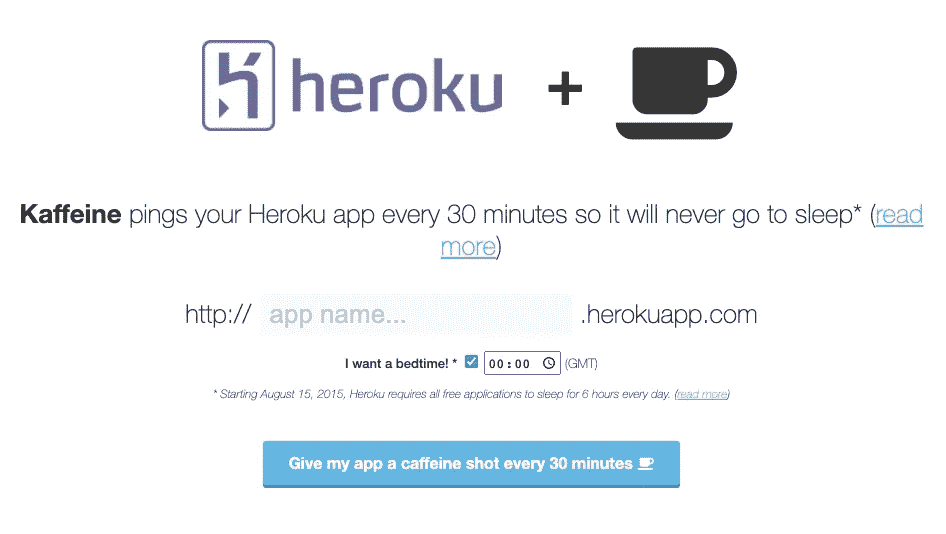 heroku +
Kaffeine pings your Heroku app every 30 minutes so it will never go to sleep* (read
more)
http:// app name... .herokuapp.com
I want a bedtime! * 00:00 (GMT)
* Starting August 15, 2015, Heroku requires all free applications to sleep for 6 hours every day. (read more)
Give my app a caffeine shot every 30 minutes